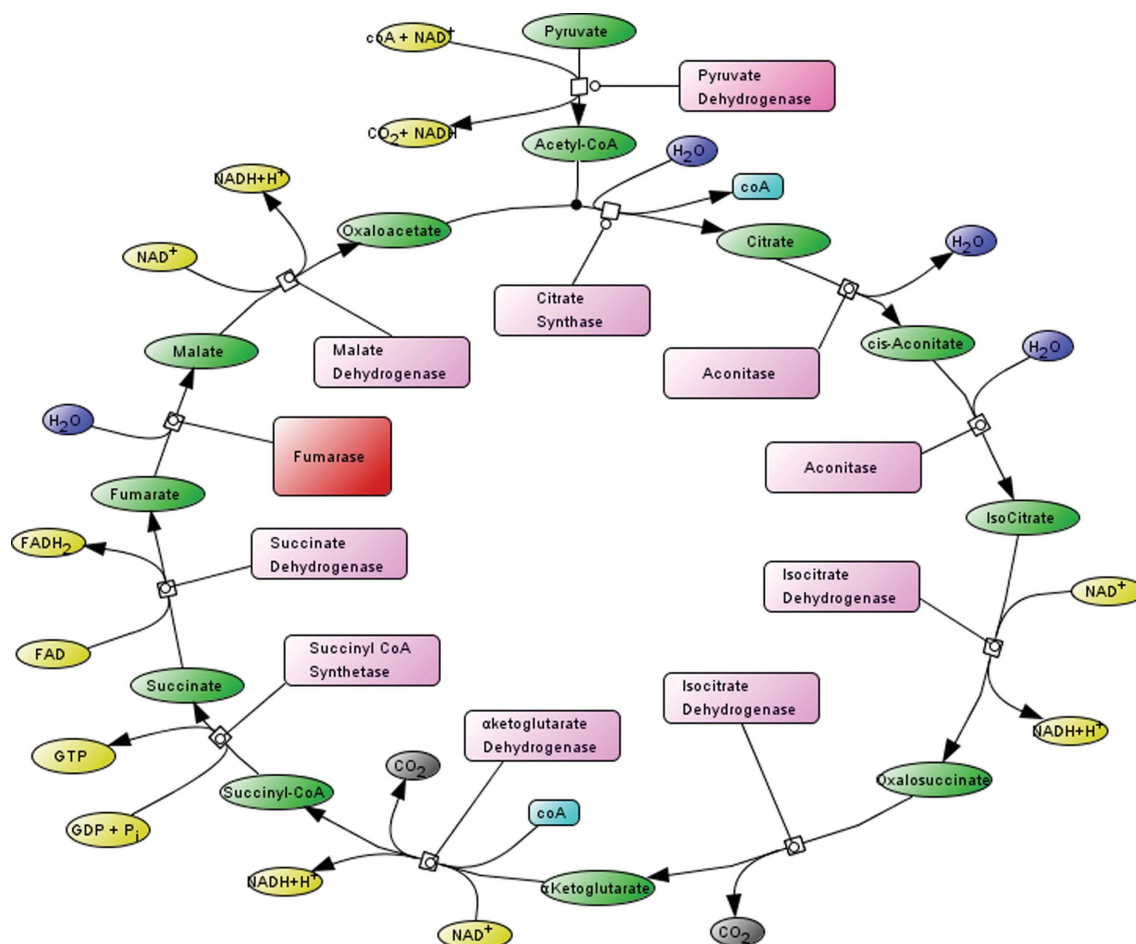 coA + NAD+
Pyruvate
Pyruvate
Dehydrogenase
CO2 + NADH
Acetyl-CoA
H2O
coA
NADH+H+
Oxaloacetate
Citrate
H2O
NAD+
Citrate
Synthase
Malate
cis-Aconitate
H2O
Malate
Dehydrogenase
Aconitase
H2O
Fumarase
Aconitase
Fumarate
IsoCitrate
FADH2
Succinate
Dehydrogenase
Isocitrate
Dehydrogenase
NAD+
FAD
Succinyl CoA
Synthetase
Succinate
Isocitrate
Dehydrogenase
αketoglutarate
Dehydrogenase
NADH+H+
GTP
CO2
Oxalosuccinate
Succinyl-CoA
coA
GDP + Pi
NADH+H+
αKetoglutarate
NAD+
CO2